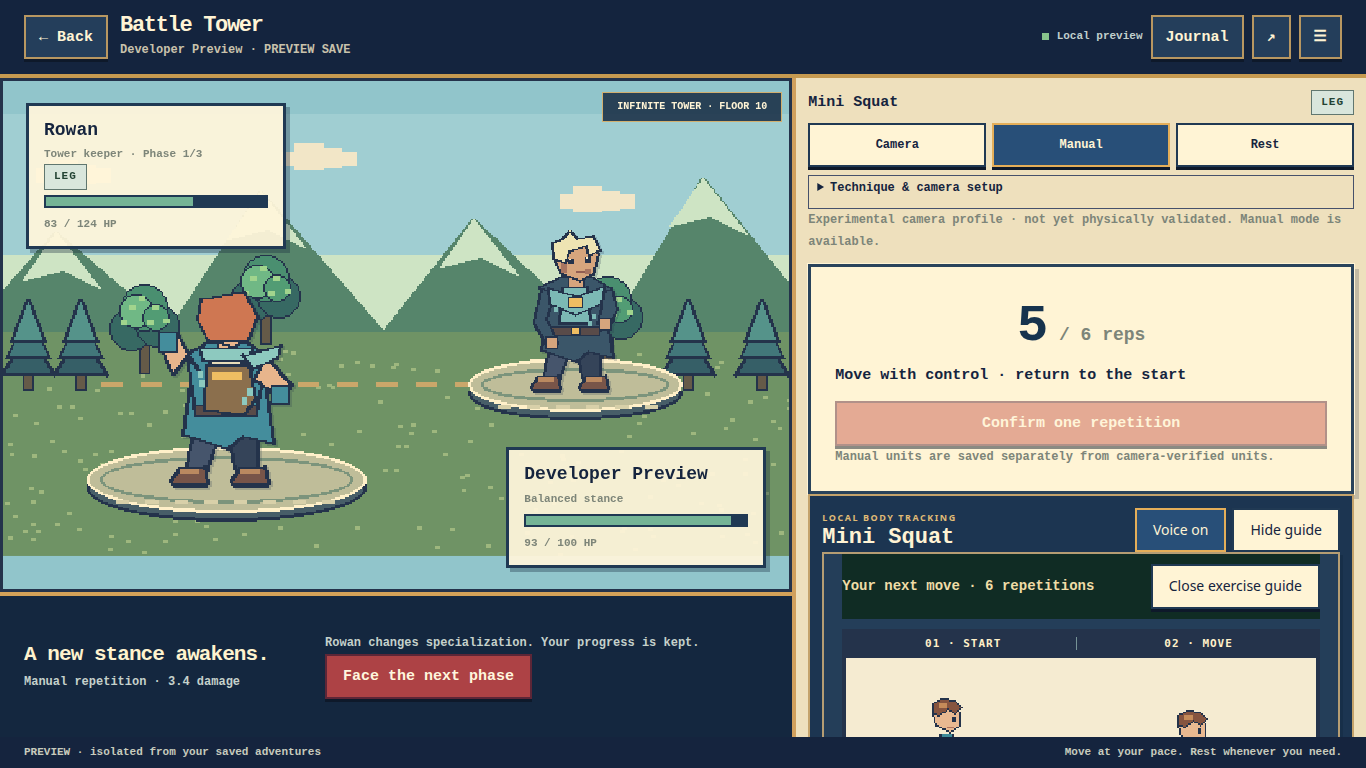 ← Back
Battle Tower
Developer Preview · PREVIEW SAVE
Local preview
Journal
↗
☰
INFINITE TOWER · FLOOR 10
Rowan
Tower keeper · Phase 1/3
LEG
83 / 124 HP
Developer Preview
Balanced stance
93 / 100 HP
A new stance awakens.
Manual repetition · 3.4 damage
Rowan changes specialization. Your progress is kept.
Face the next phase
Mini Squat
LEG
Camera
Manual
Rest
▶ Technique & camera setup
Experimental camera profile · not yet physically validated. Manual mode is
available.
5 / 6 reps
Move with control · return to the start
Confirm one repetition
Manual units are saved separately from camera-verified units.
LOCAL BODY TRACKING
Mini Squat
Voice on
Hide guide
Your next move · 6 repetitions
Close exercise guide
01 · START
02 · MOVE
PREVIEW · isolated from your saved adventures
Move at your pace. Rest whenever you need.